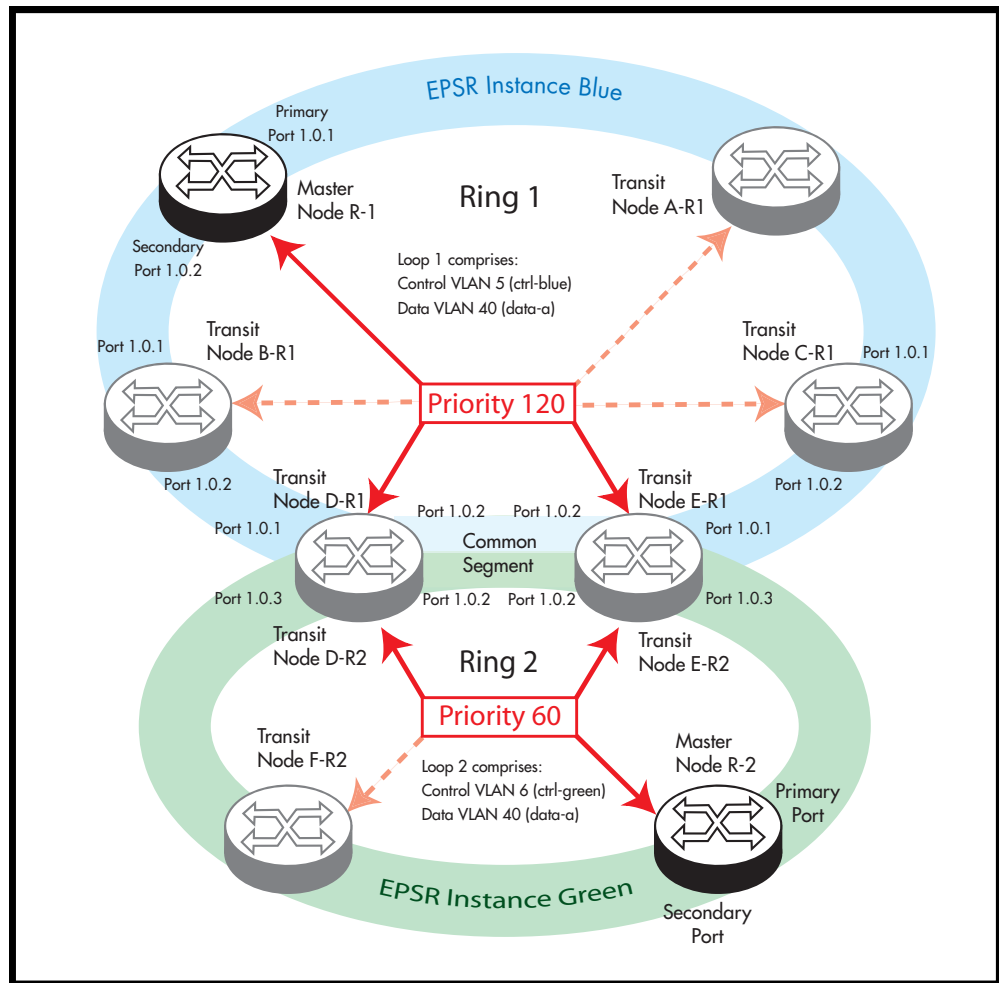 EPSR Instance Blue
Primary
Port 1.0.1
Master
Node R-1
Secondary
Port 1.0.2
Ring 1
Transit
Node A-R1
Loop 1 comprises:
Control VLAN 5 (ctrl-blue)
Data VLAN 40 (data-a)
Port 1.0.1
Transit
Node B-R1
Transit
Node C-R1
Port 1.0.1
Priority 120
Port 1.0.2
Port 1.0.2
Transit
Node D-R1
Transit
Node E-R1
Port 1.0.1
Port 1.0.2
Port 1.0.2
Port 1.0.1
Common
Segment
Port 1.0.3
Port 1.0.2
Port 1.0.2
Port 1.0.3
Transit
Node D-R2
Ring 2
Transit
Node E-R2
Priority 60
Transit
Node F-R2
Loop 2 comprises:
Control VLAN 6 (ctrl-green)
Data VLAN 40 (data-a)
Master
Node R-2
Primary
Port
EPSR Instance Green
Secondary
Port